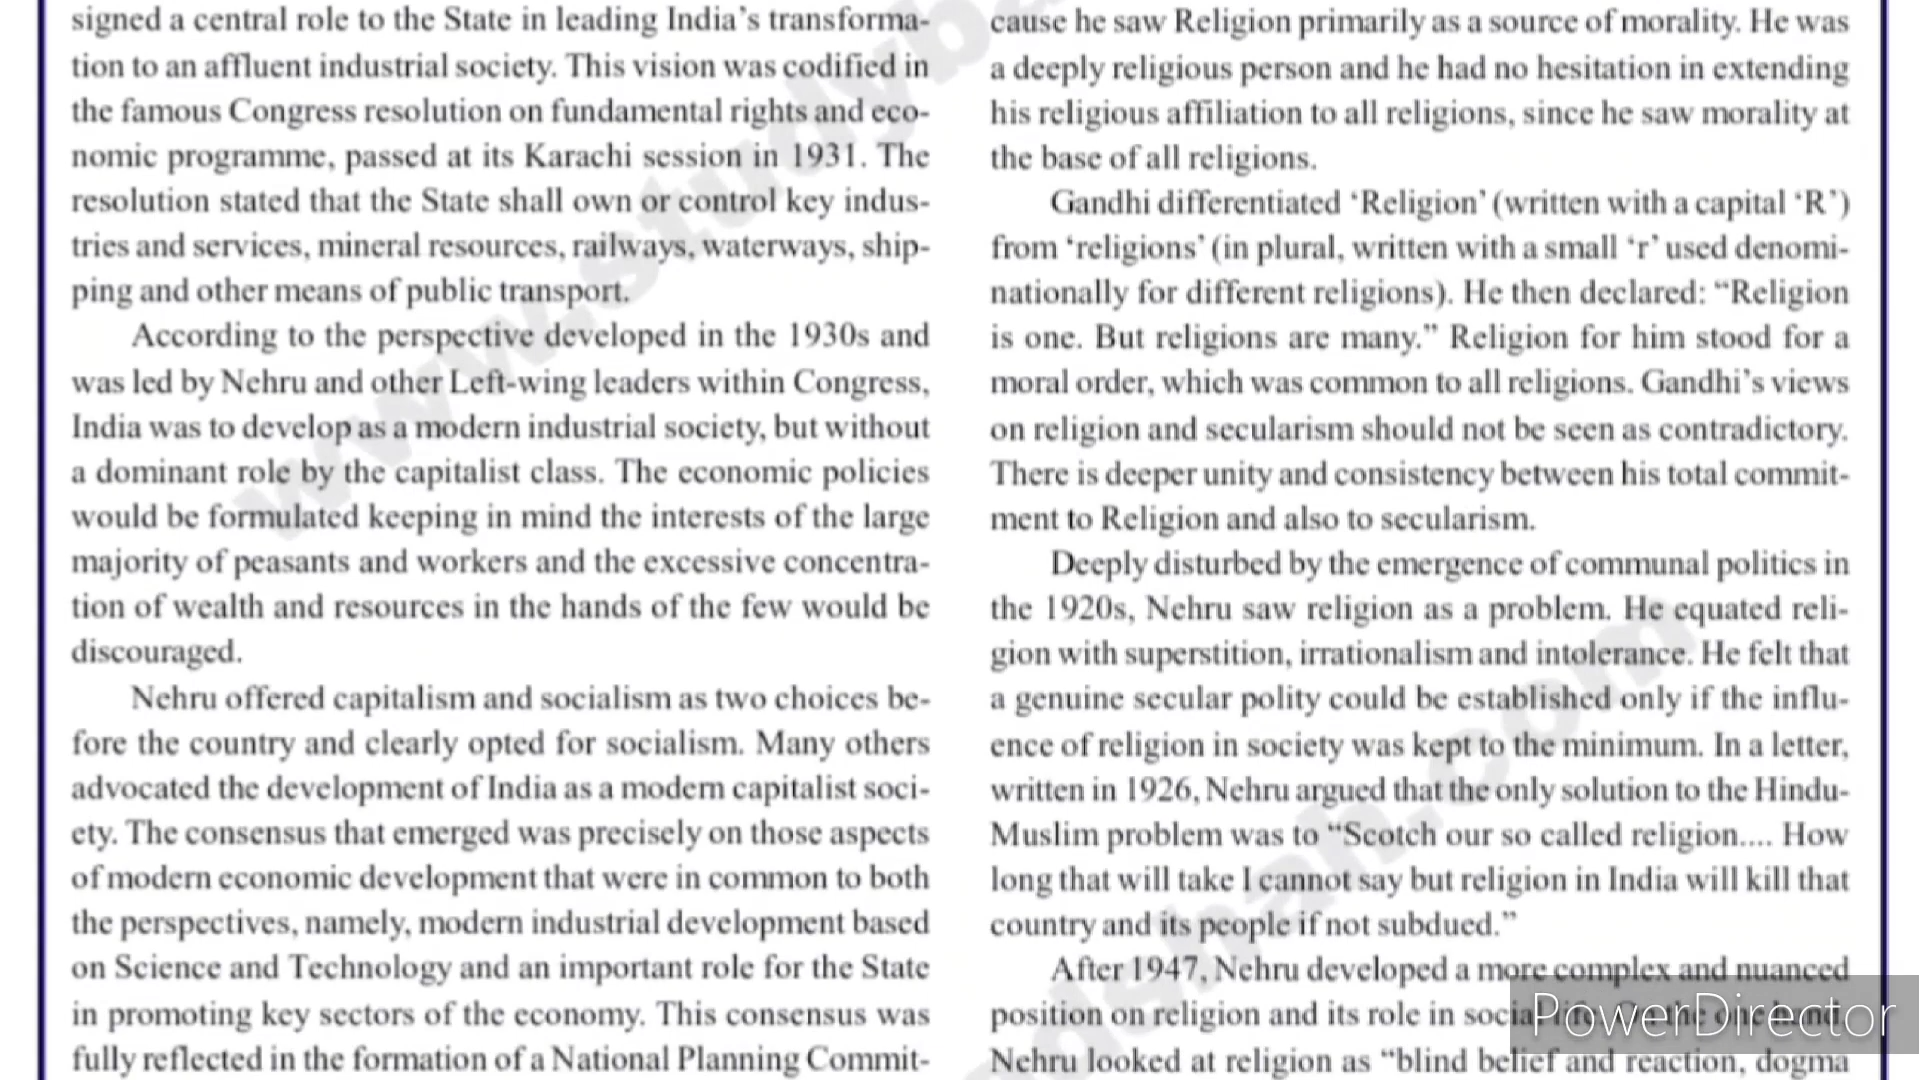 signed a central role to the State in leading India’s transforma-
tion to an affluent industrial society. This vision was codified in
the famous Congress resolution on fundamental rights and eco-
nomic programme, passed at its Karachi session in 1931. The
resolution stated that the State shall own or control key indus-
tries and services, mineral resources, railways, waterways, ship-
ping and other means of public transport.
According to the perspective developed in the 1930s and
was led by Nehru and other Left-wing leaders within Congress,
India was to develop as a modern industrial society, but without
a dominant role by the capitalist class. The economic policies
would be formulated keeping in mind the interests of the large
majority of peasants and workers and the excessive concentra-
tion of wealth and resources in the hands of the few would be
discouraged.
Nehru offered capitalism and socialism as two choices be-
fore the country and clearly opted for socialism. Many others
advocated the development of India as a modern capitalist soci-
ety. The consensus that emerged was precisely on those aspects
of modern economic development that were in common to both
the perspectives, namely, modern industrial development based
on Science and Technology and an important role for the State
in promoting key sectors of the economy. This consensus was
fully reflected in the formation of a National Planning Commit-
cause he saw Religion primarily as a source of morality. He was
a deeply religious person and he had no hesitation in extending
his religious affiliation to all religions, since he saw morality at
the base of all religions.
Gandhi differentiated ‘Religion’ (written with a capital ‘R’)
from ‘religions’ (in plural, written with a small ‘r’ used denomi-
nationally for different religions). He then declared: “Religion
is one. But religions are many.” Religion for him stood for a
moral order, which was common to all religions. Gandhi’s views
on religion and secularism should not be seen as contradictory.
There is deeper unity and consistency between his total commit-
ment to Religion and also to secularism.
Deeply disturbed by the emergence of communal politics in
the 1920s, Nehru saw religion as a problem. He equated reli-
gion with superstition, irrationalism and intolerance. He felt that
a genuine secular polity could be established only if the influ-
ence of religion in society was kept to the minimum. In a letter,
written in 1926, Nehru argued that the only solution to the Hindu-
Muslim problem was to “Scotch our so called religion.... How
long that will take I cannot say but religion in India will kill that
country and its people if not subdued.”
After 1947, Nehru developed a more complex and nuanced
position on religion and its role in social life. On the one hand,
Nehru looked at religion as “blind belief and reaction, dogma
PowerDirector